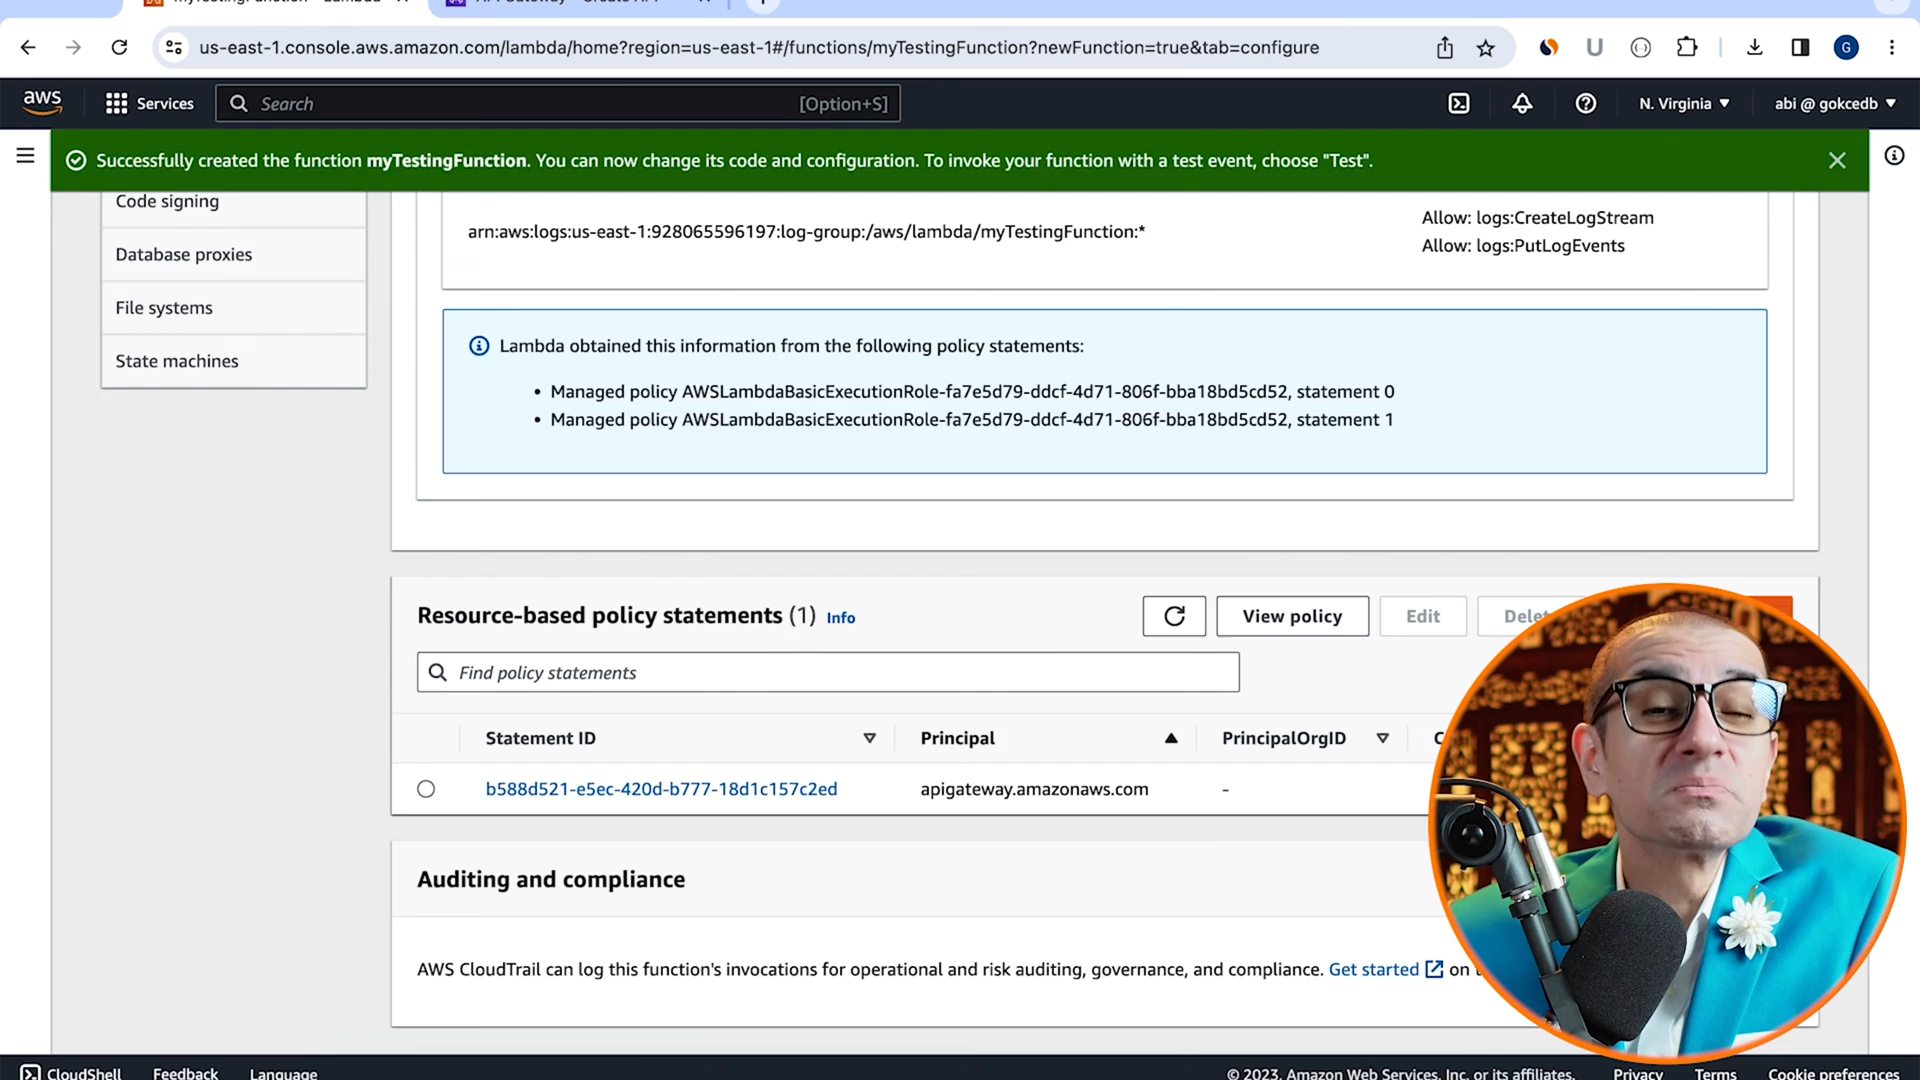 us-east-1.console.aws.amazon.com/lambda/home?region=us-east-1#/functions/myTestingFunction?newFunction=true&tab=configure
G
aws
Services
Search
[Option+S]
N. Virginia
abi @ gokcedb
Successfully created the function myTestingFunction. You can now change its code and configuration. To invoke your function with a test event, choose "Test".
Code signing
Database proxies
File systems
State machines
arn:aws:logs:us-east-1:928065596197:log-group:/aws/lambda/myTestingFunction:*
Allow: logs:CreateLogStream
Allow: logs:PutLogEvents
Lambda obtained this information from the following policy statements:
• Managed policy AWSLambdaBasicExecutionRole-fa7e5d79-ddcf-4d71-806f-bba18bd5cd52, statement 0
• Managed policy AWSLambdaBasicExecutionRole-fa7e5d79-ddcf-4d71-806f-bba18bd5cd52, statement 1
Resource-based policy statements (1) Info
View policy
Edit
Find policy statements
Statement ID
Principal
PrincipalOrgID
b588d521-e5ec-420d-b777-18d1c157c2ed
apigateway.amazonaws.com
-
Auditing and compliance
AWS CloudTrail can log this function's invocations for operational and risk auditing, governance, and compliance. Get started on
CloudShell
Feedback
Language
© 2023, Amazon Web Services, Inc. or its affiliates.
Privacy
Terms
Cookie preferences